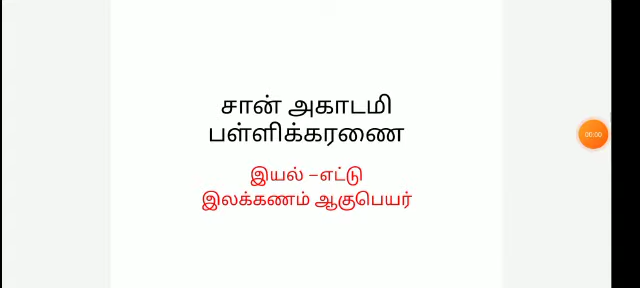 சான் அகாடமி
பள்ளிக்கரணை
இயல் –எட்டு
இலக்கணம் ஆகுபெயர்
00:00